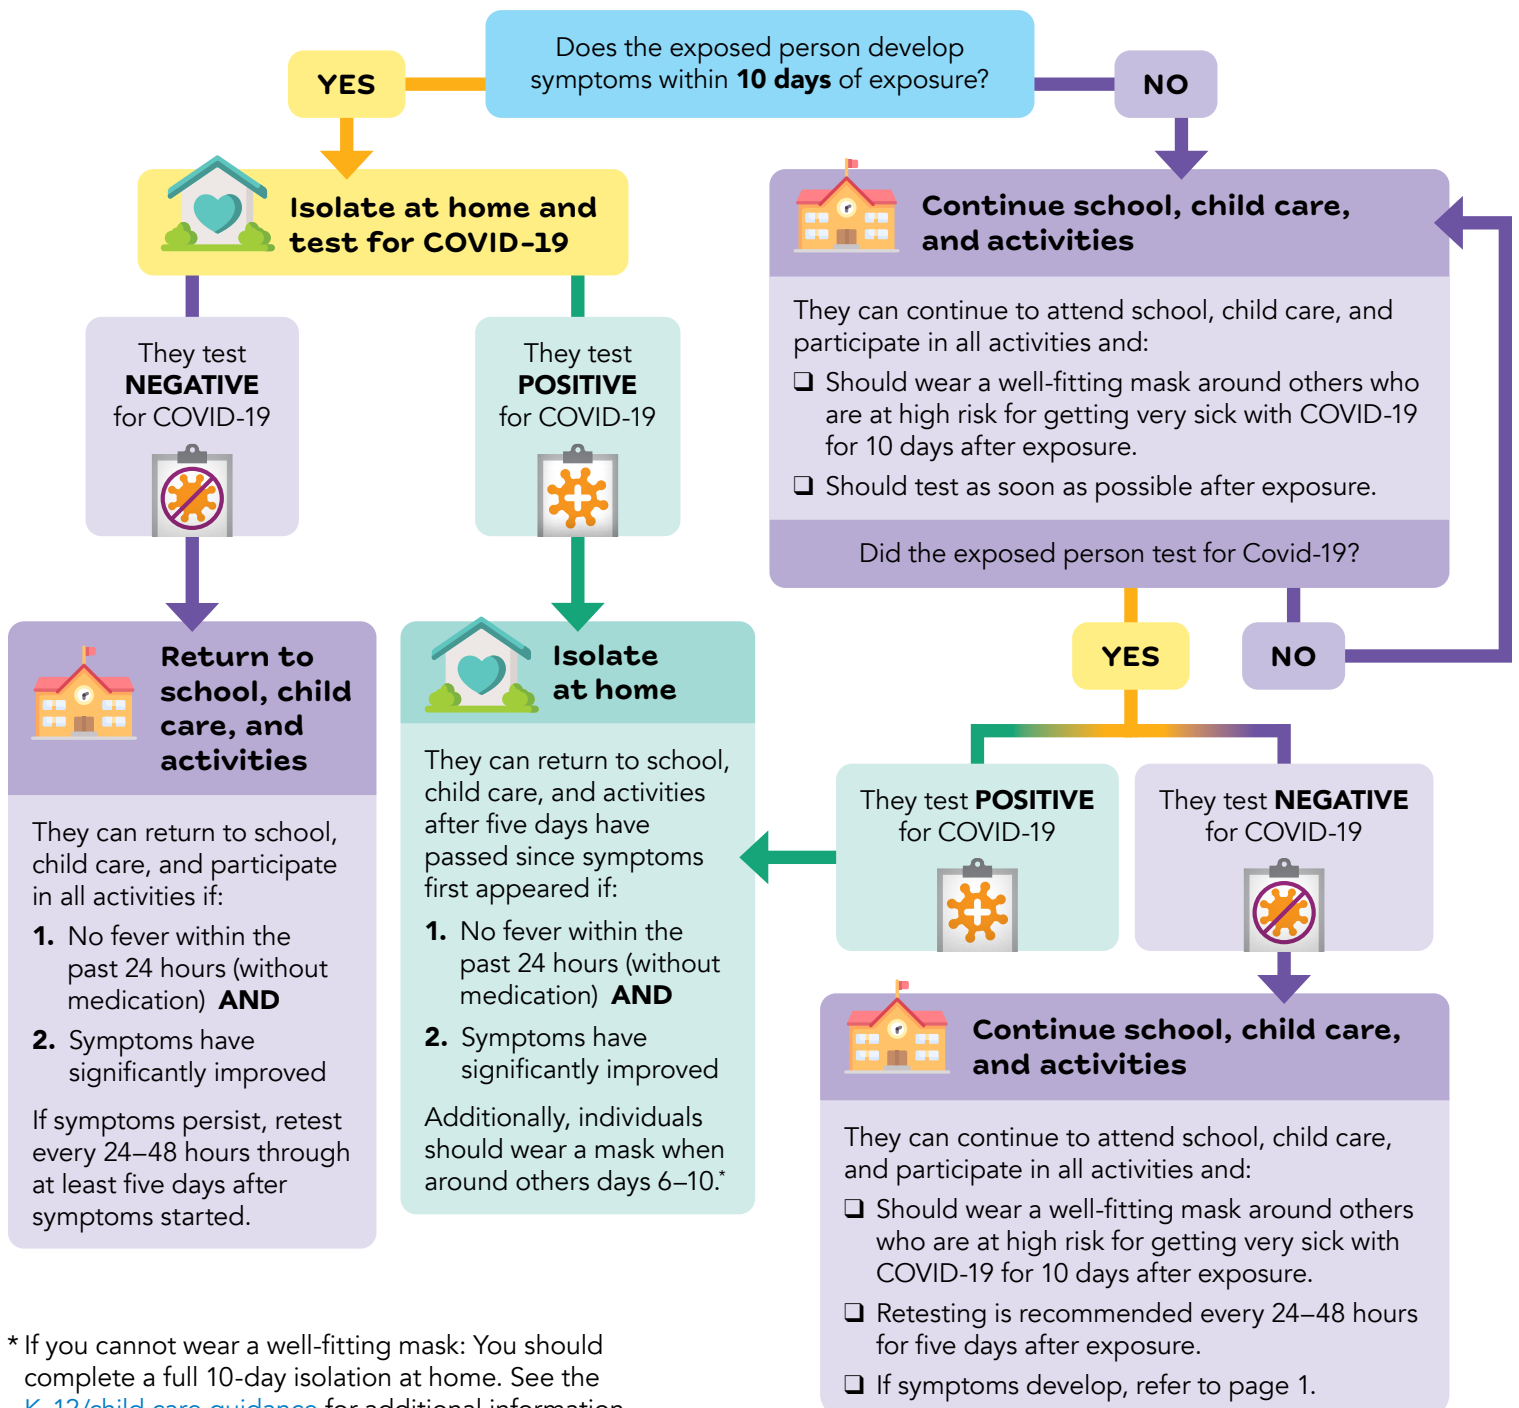 Does the exposed person develop
symptoms within 10 days of exposure?
YES
NO
Isolate at home and
test for COVID-19
They test
NEGATIVE
for COVID-19
They test
POSITIVE
for COVID-19
Return to
school, child
care, and
activities
They can return to school,
child care, and participate
in all activities if:
1. No fever within the
past 24 hours (without
medication) AND
2. Symptoms have
significantly improved
If symptoms persist, retest
every 24–48 hours through
at least five days after
symptoms started.
Isolate
at home
They can return to school,
child care, and activities
after five days have
passed since symptoms
first appeared if:
1. No fever within the
past 24 hours (without
medication) AND
2. Symptoms have
significantly improved
Additionally, individuals
should wear a mask when
around others days 6–10.*
Continue school, child care,
and activities
They can continue to attend school, child care, and
participate in all activities and:
❑ Should wear a well-fitting mask around others who
are at high risk for getting very sick with COVID-19
for 10 days after exposure.
❑ Should test as soon as possible after exposure.
Did the exposed person test for Covid-19?
YES
NO
They test POSITIVE
for COVID-19
They test NEGATIVE
for COVID-19
Continue school, child care,
and activities
They can continue to attend school, child care,
and participate in all activities and:
❑ Should wear a well-fitting mask around others
who are at high risk for getting very sick with
COVID-19 for 10 days after exposure.
❑ Retesting is recommended every 24–48 hours
for five days after exposure.
❑ If symptoms develop, refer to page 1.
* If you cannot wear a well-fitting mask: You should
complete a full 10-day isolation at home. See the
K–12/child care guidance for additional information